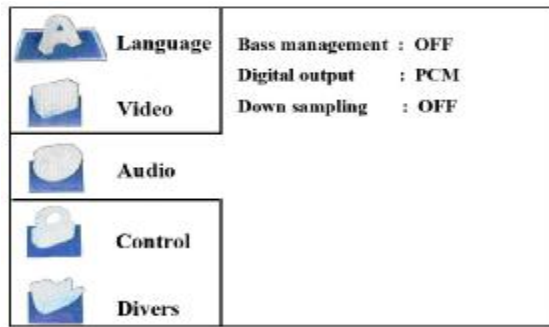 Language
Video
Audio
Control
Divers
Bass management : OFF
Digital output : PCM
Down sampling : OFF